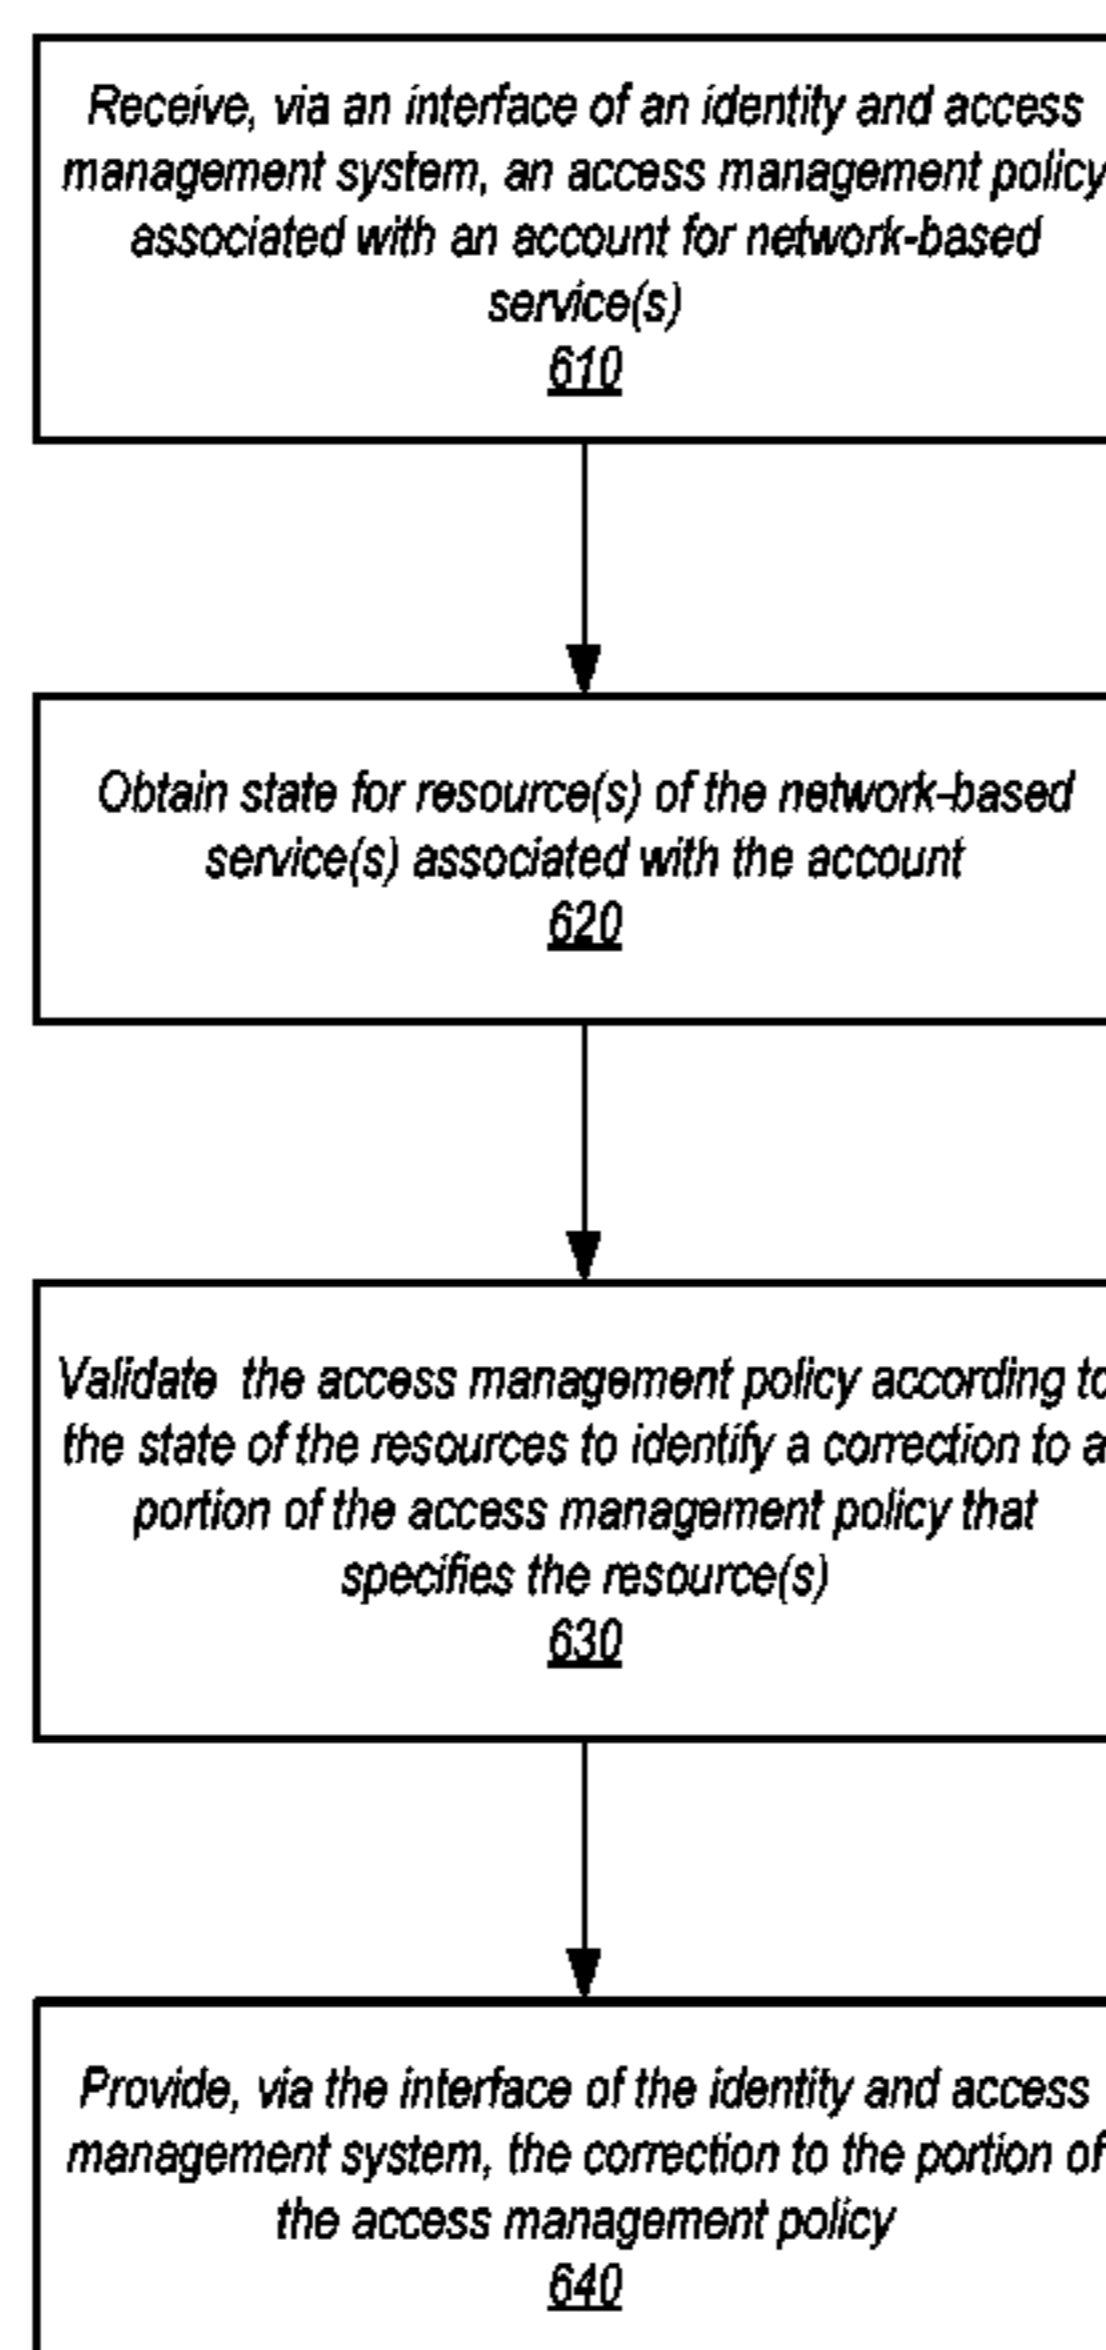 Receive, via an interface of an identity and access
management system, an access management policy
associated with an account for network-based
service(s)
610
Obtain state for resource(s) of the network-based
service(s) associated with the account
620
Validate the access management policy according to
the state of the resources to identify a correction to a
portion of the access management policy that
specifies the resource(s)
630
Provide, via the interface of the identity and access
management system, the correction to the portion of
the access management policy
640